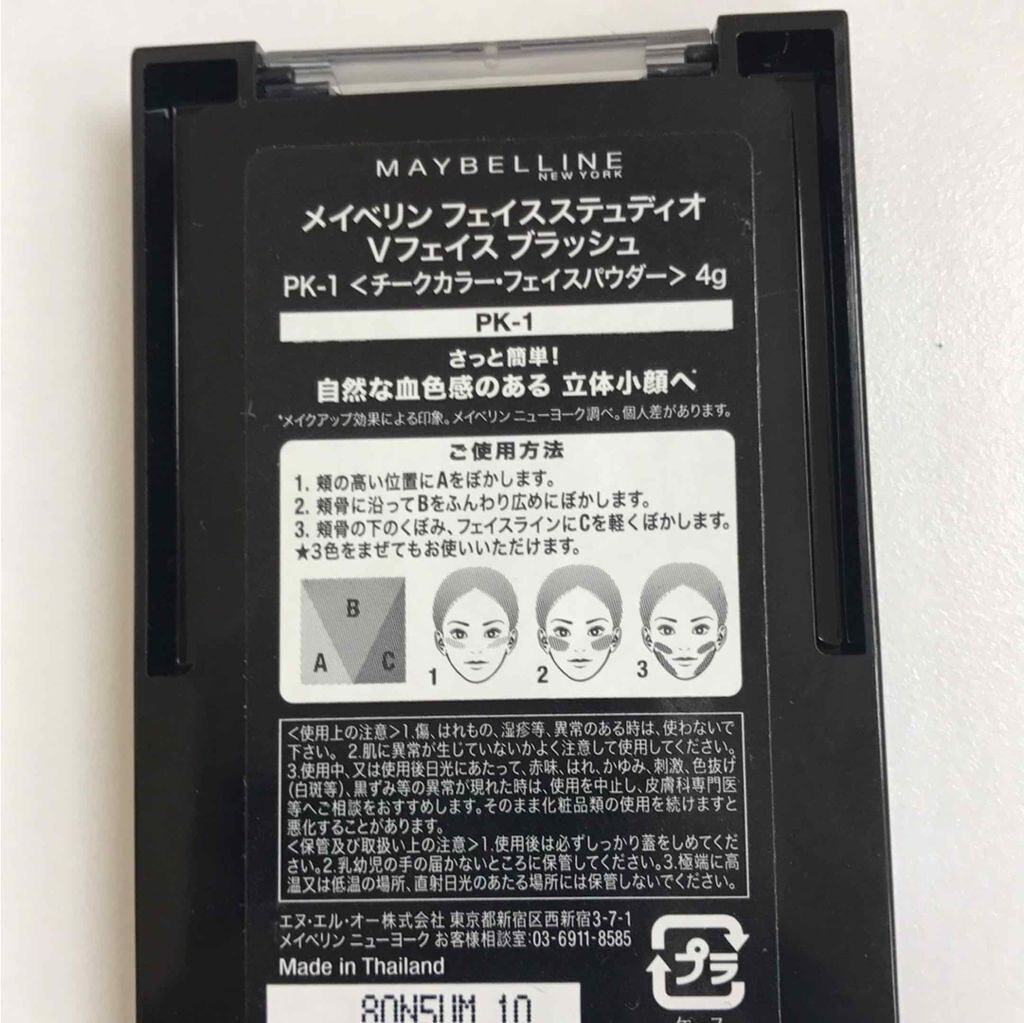 MAYBELLINE
NEW YORK
メイベリン フェイスステュディオ
Vフェイス ブラッシュ
PK-1 <チークカラー・フェイスパウダー> 4g
PK-1
さっと簡単!
自然な血色感のある 立体小顔へ*
*メイクアップ効果による印象。メイベリン ニューヨーク調べ。個人差があります。
ご使用方法
1. 頬の高い位置にAをぼかします。
2. 頬骨に沿ってBをふんわり広めにぼかします。
3. 頬骨の下のくぼみ、フェイスラインにCを軽くぼかします。
★3色をまぜてもお使いいただけます。
B
A C 1 2 3
<使用上の注意>1.傷、はれもの、湿疹等、異常のある時は、使わないで
下さい。 2.肌に異常が生じていないかよく注意して使用してください。
3.使用中、又は使用後日光にあたって、赤味、はれ、かゆみ、刺激、色抜け
(白斑等)、黒ずみ等の異常が現れた時は、使用を中止し、皮膚科専門医
等へご相談をおすすめします。そのまま化粧品類の使用を続けますと
悪化することがあります。
<保管及び取扱い上の注意>1.使用後は必ずしっかり蓋をしめてくだ
さい。2.乳幼児の手の届かないところに保管してください。3.極端に高
温又は低温の場所、直射日光のあたる場所には保管しないでください。
エヌ・エル・オー株式会社 東京都新宿区西新宿3-7-1
メイベリン ニューヨーク お客様相談室:03-6911-8585
Made in Thailand
プラ
ケース
80N5UM 10